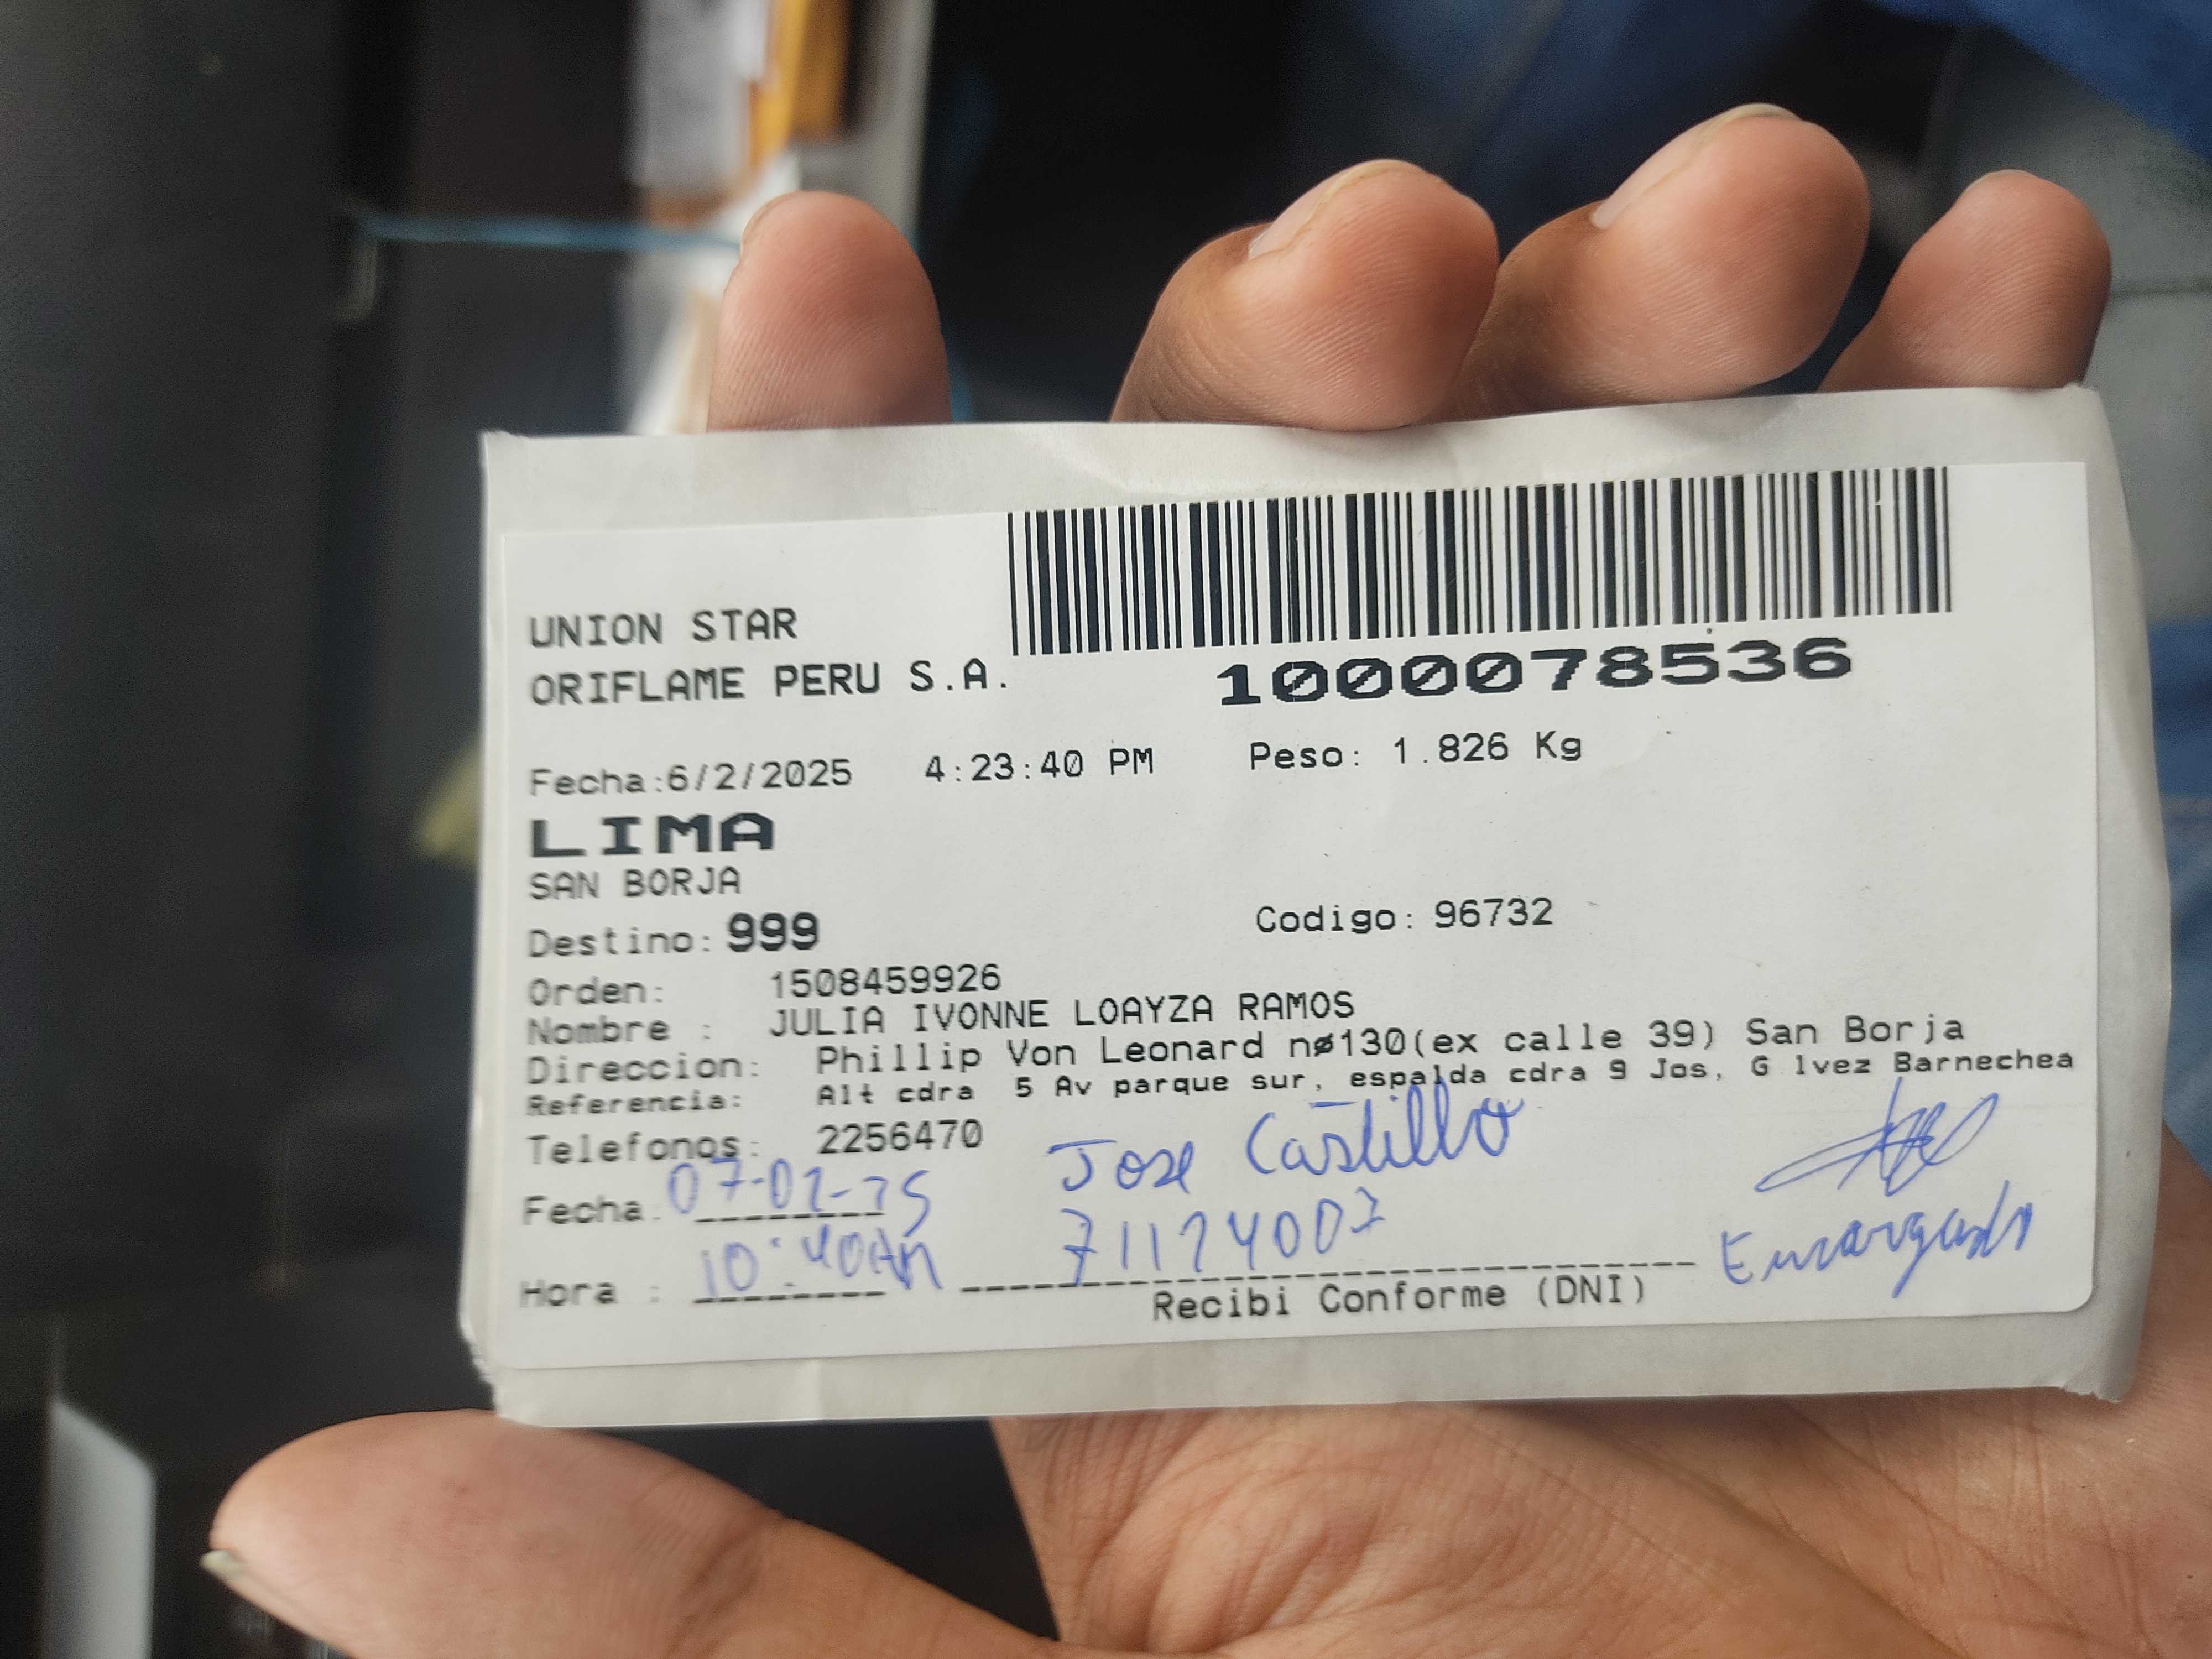 UNION STAR
ORIFLAME PERU S.A.
1000078536
Fecha:6/2/2025 4:23:40 PM Peso: 1.826 Kg
LIMA
SAN BORJA
Destino: 999 Codigo: 96732
Orden: 1508459926
Nombre : JULIA IVONNE LOAYZA RAMOS
Direccion: Phillip Von Leonard nø130(ex calle 39) San Borja
Referencia: Alt cdra 5 Av parque sur, espalda cdra 9 Jos, G lvez Barnechea
Telefonos: 2256470 Jose Castillo
Fecha: 07-02-25
Hora : 10:40AM Encargado
Recibi Conforme (DNI)